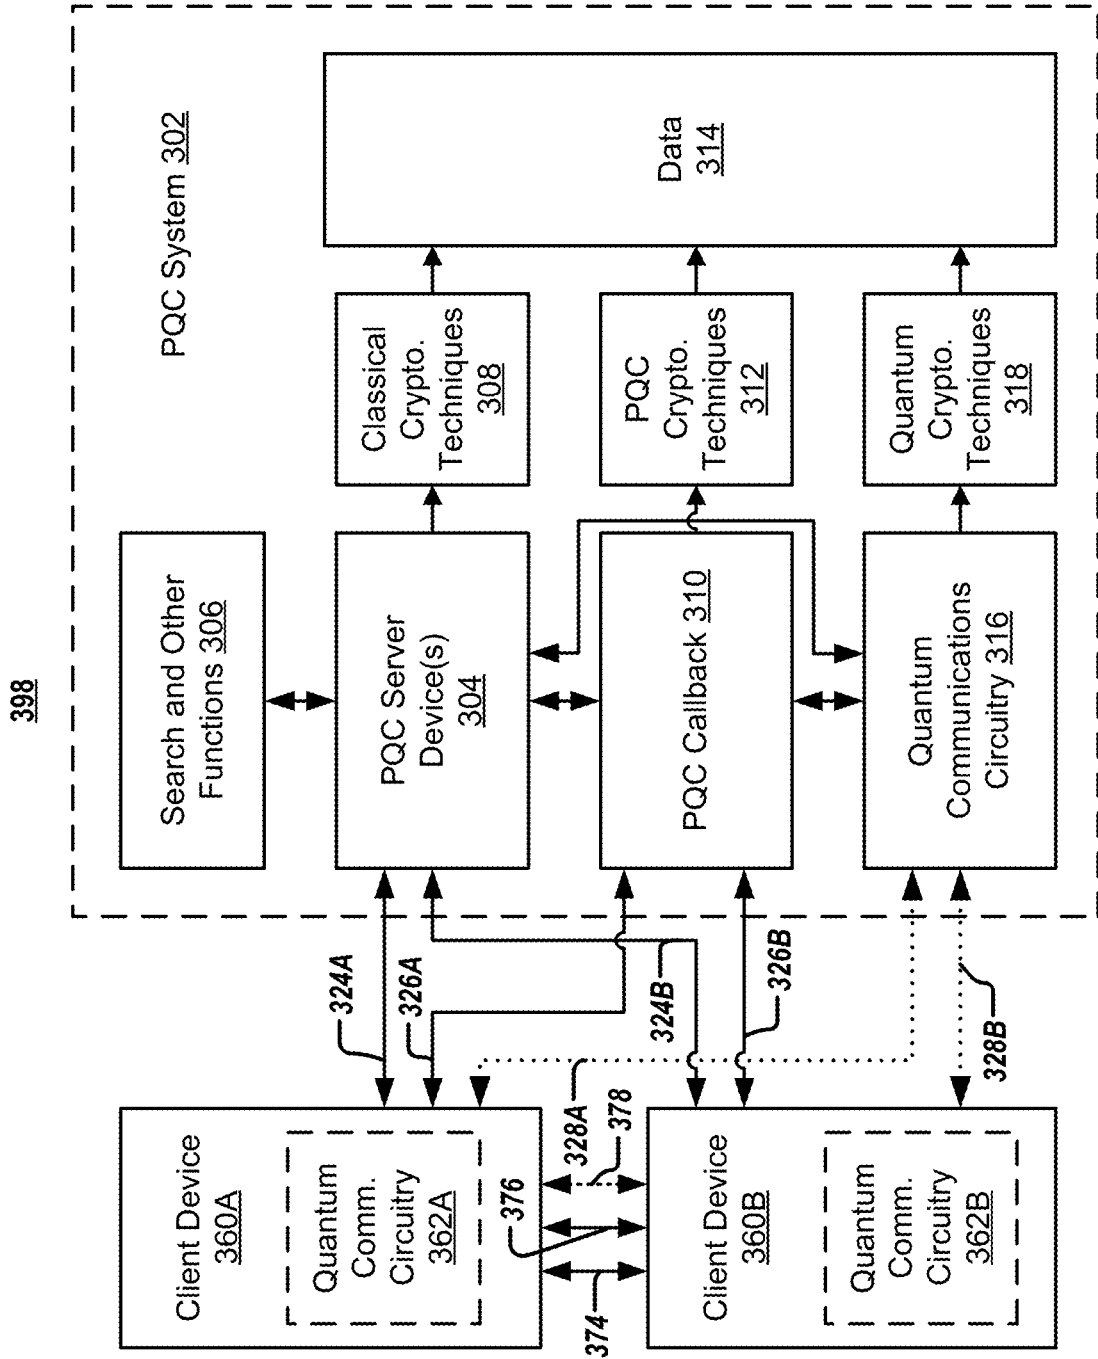 398
PQC System 302
Search and Other
Functions 306
PQC Server
Device(s)
304
PQC Callback 310
Quantum
Communications
Circuitry 316
Classical
Crypto.
Techniques
308
PQC
Crypto.
Techniques
312
Quantum
Crypto.
Techniques
318
Data
314
324A
326A
324B
326B
328A
328B
Client Device
360A
Quantum
Comm.
Circuitry
362A
374
376
378
Client Device
360B
Quantum
Comm.
Circuitry
362B